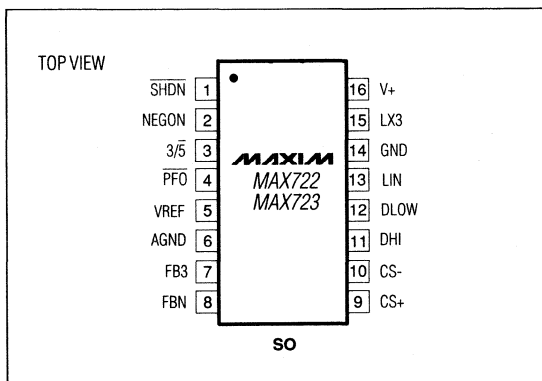 TOP VIEW
SHDN 1
NEGON 2
3/5 3
PFO 4
VREF 5
AGND 6
FB3 7
FBN 8
16 V+
15 LX3
14 GND
13 LIN
12 DLOW
11 DHI
10 CS-
9 CS+
MAXIM
MAX722
MAX723
SO